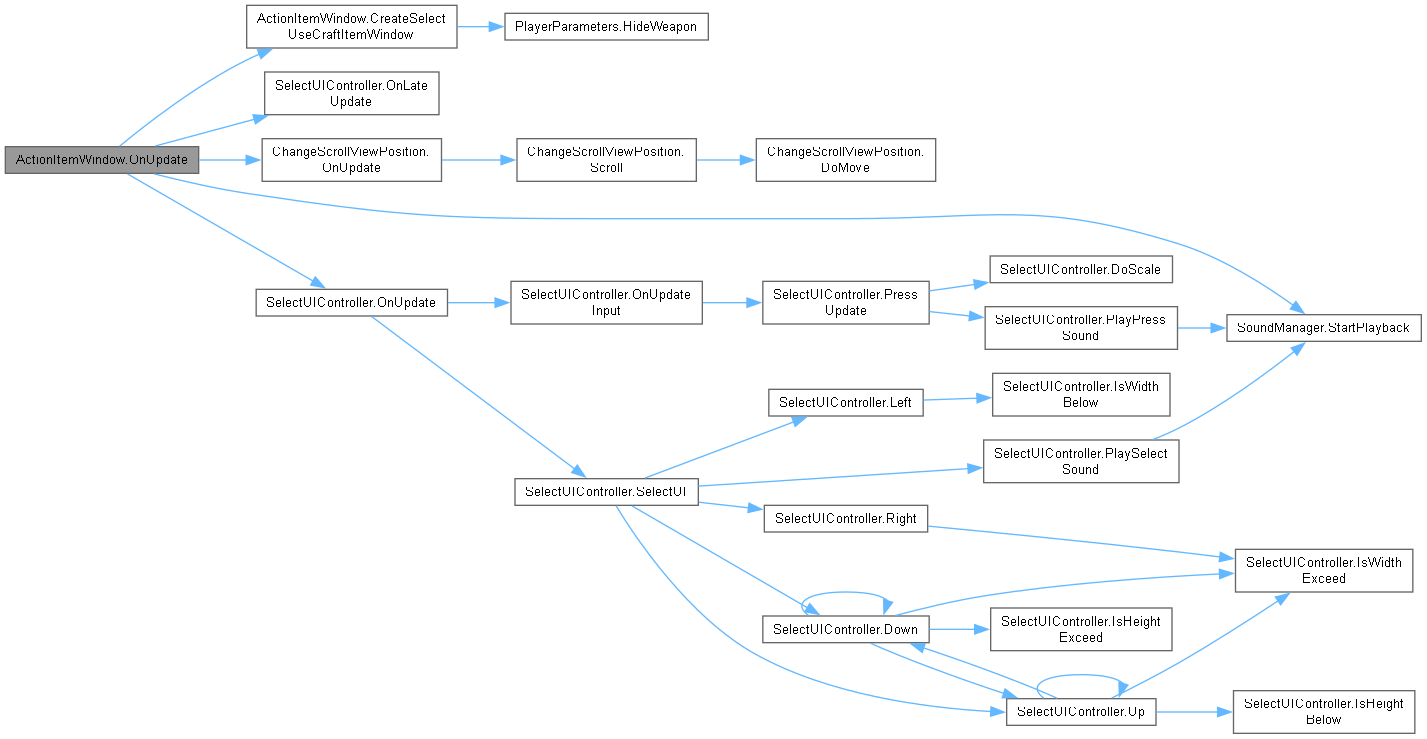 ActionItemWindow.CreateSelect
UseCraftItemWindow
PlayerParameters.HideWeapon
SelectUIController.OnLate
Update
ActionItemWindow.OnUpdate
ChangeScrollViewPosition.
OnUpdate
ChangeScrollViewPosition.
Scroll
ChangeScrollViewPosition.
DoMove
SelectUIController.OnUpdate
SelectUIController.OnUpdate
Input
SelectUIController.Press
Update
SelectUIController.DoScale
SelectUIController.PlayPress
Sound
SoundManager.StartPlayback
SelectUIController.Left
SelectUIController.IsWidth
Below
SelectUIController.PlaySelect
Sound
SelectUIController.SelectUI
SelectUIController.Right
SelectUIController.IsWidth
Exceed
SelectUIController.Down
SelectUIController.IsHeight
Exceed
SelectUIController.Up
SelectUIController.IsHeight
Below